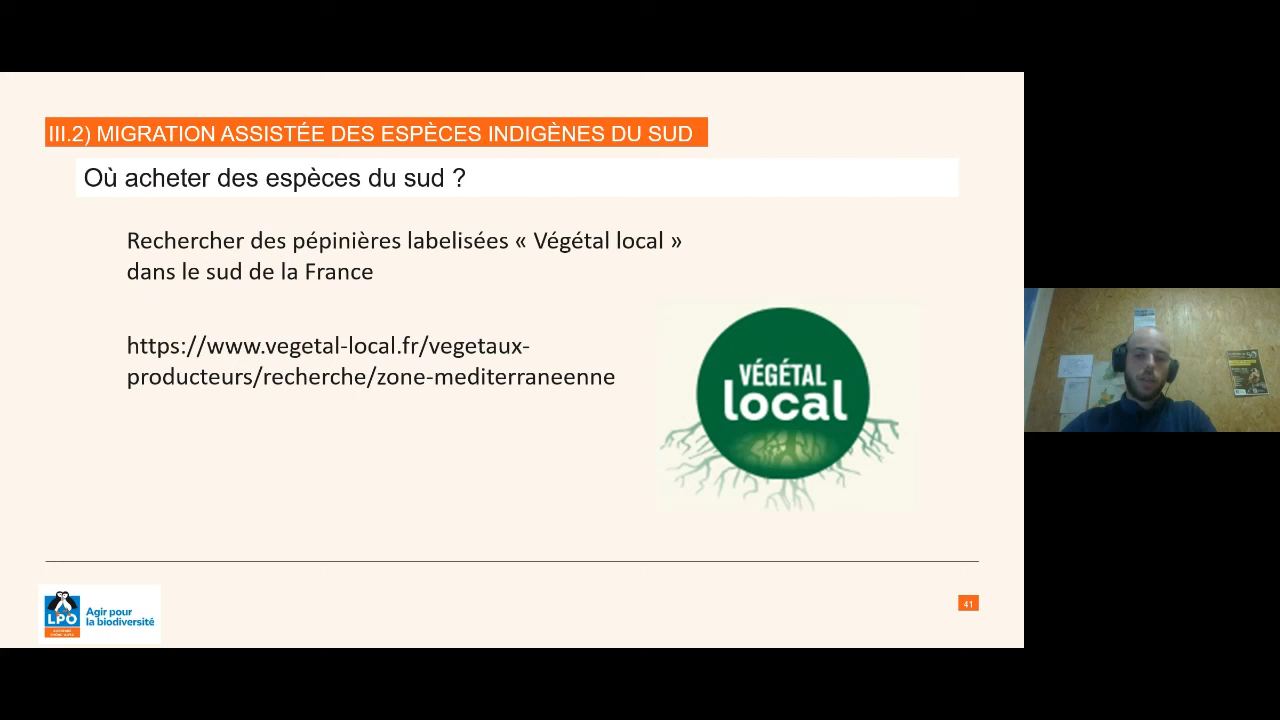 III.2) MIGRATION ASSISTÉE DES ESPÈCES INDIGÈNES DU SUD
Où acheter des espèces du sud ?
Rechercher des pépinières labelisées « Végétal local »
dans le sud de la France
https://www.vegetal-local.fr/vegetaux-
producteurs/recherche/zone-mediterraneenne
VÉGÉTAL
local
LPO
Agir pour
la biodiversité
41